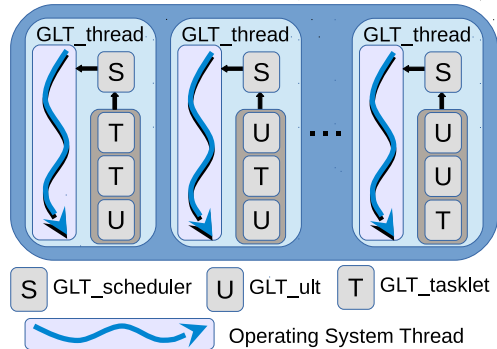 GLT_thread GLT_thread GLT_thread
S S S
T U U
T T U
U U T
S GLT_scheduler U GLT_ult T GLT_tasklet
Operating System Thread